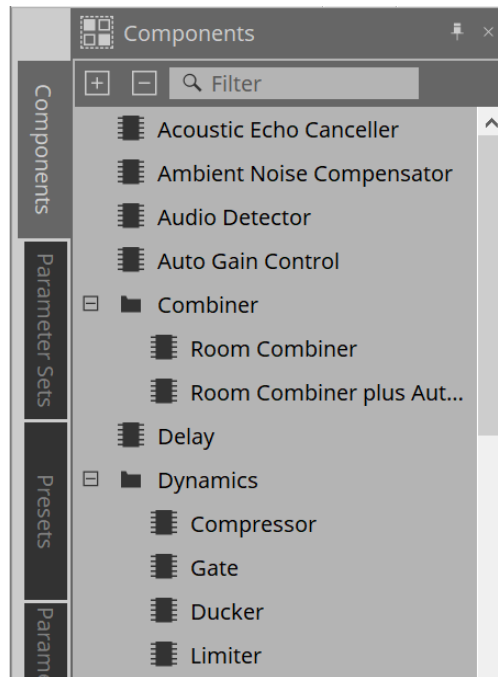 Components
Filter
Components
Parameter Sets
Presets
Param
Acoustic Echo Canceller
Ambient Noise Compensator
Audio Detector
Auto Gain Control
Combiner
Room Combiner
Room Combiner plus Aut...
Delay
Dynamics
Compressor
Gate
Ducker
Limiter